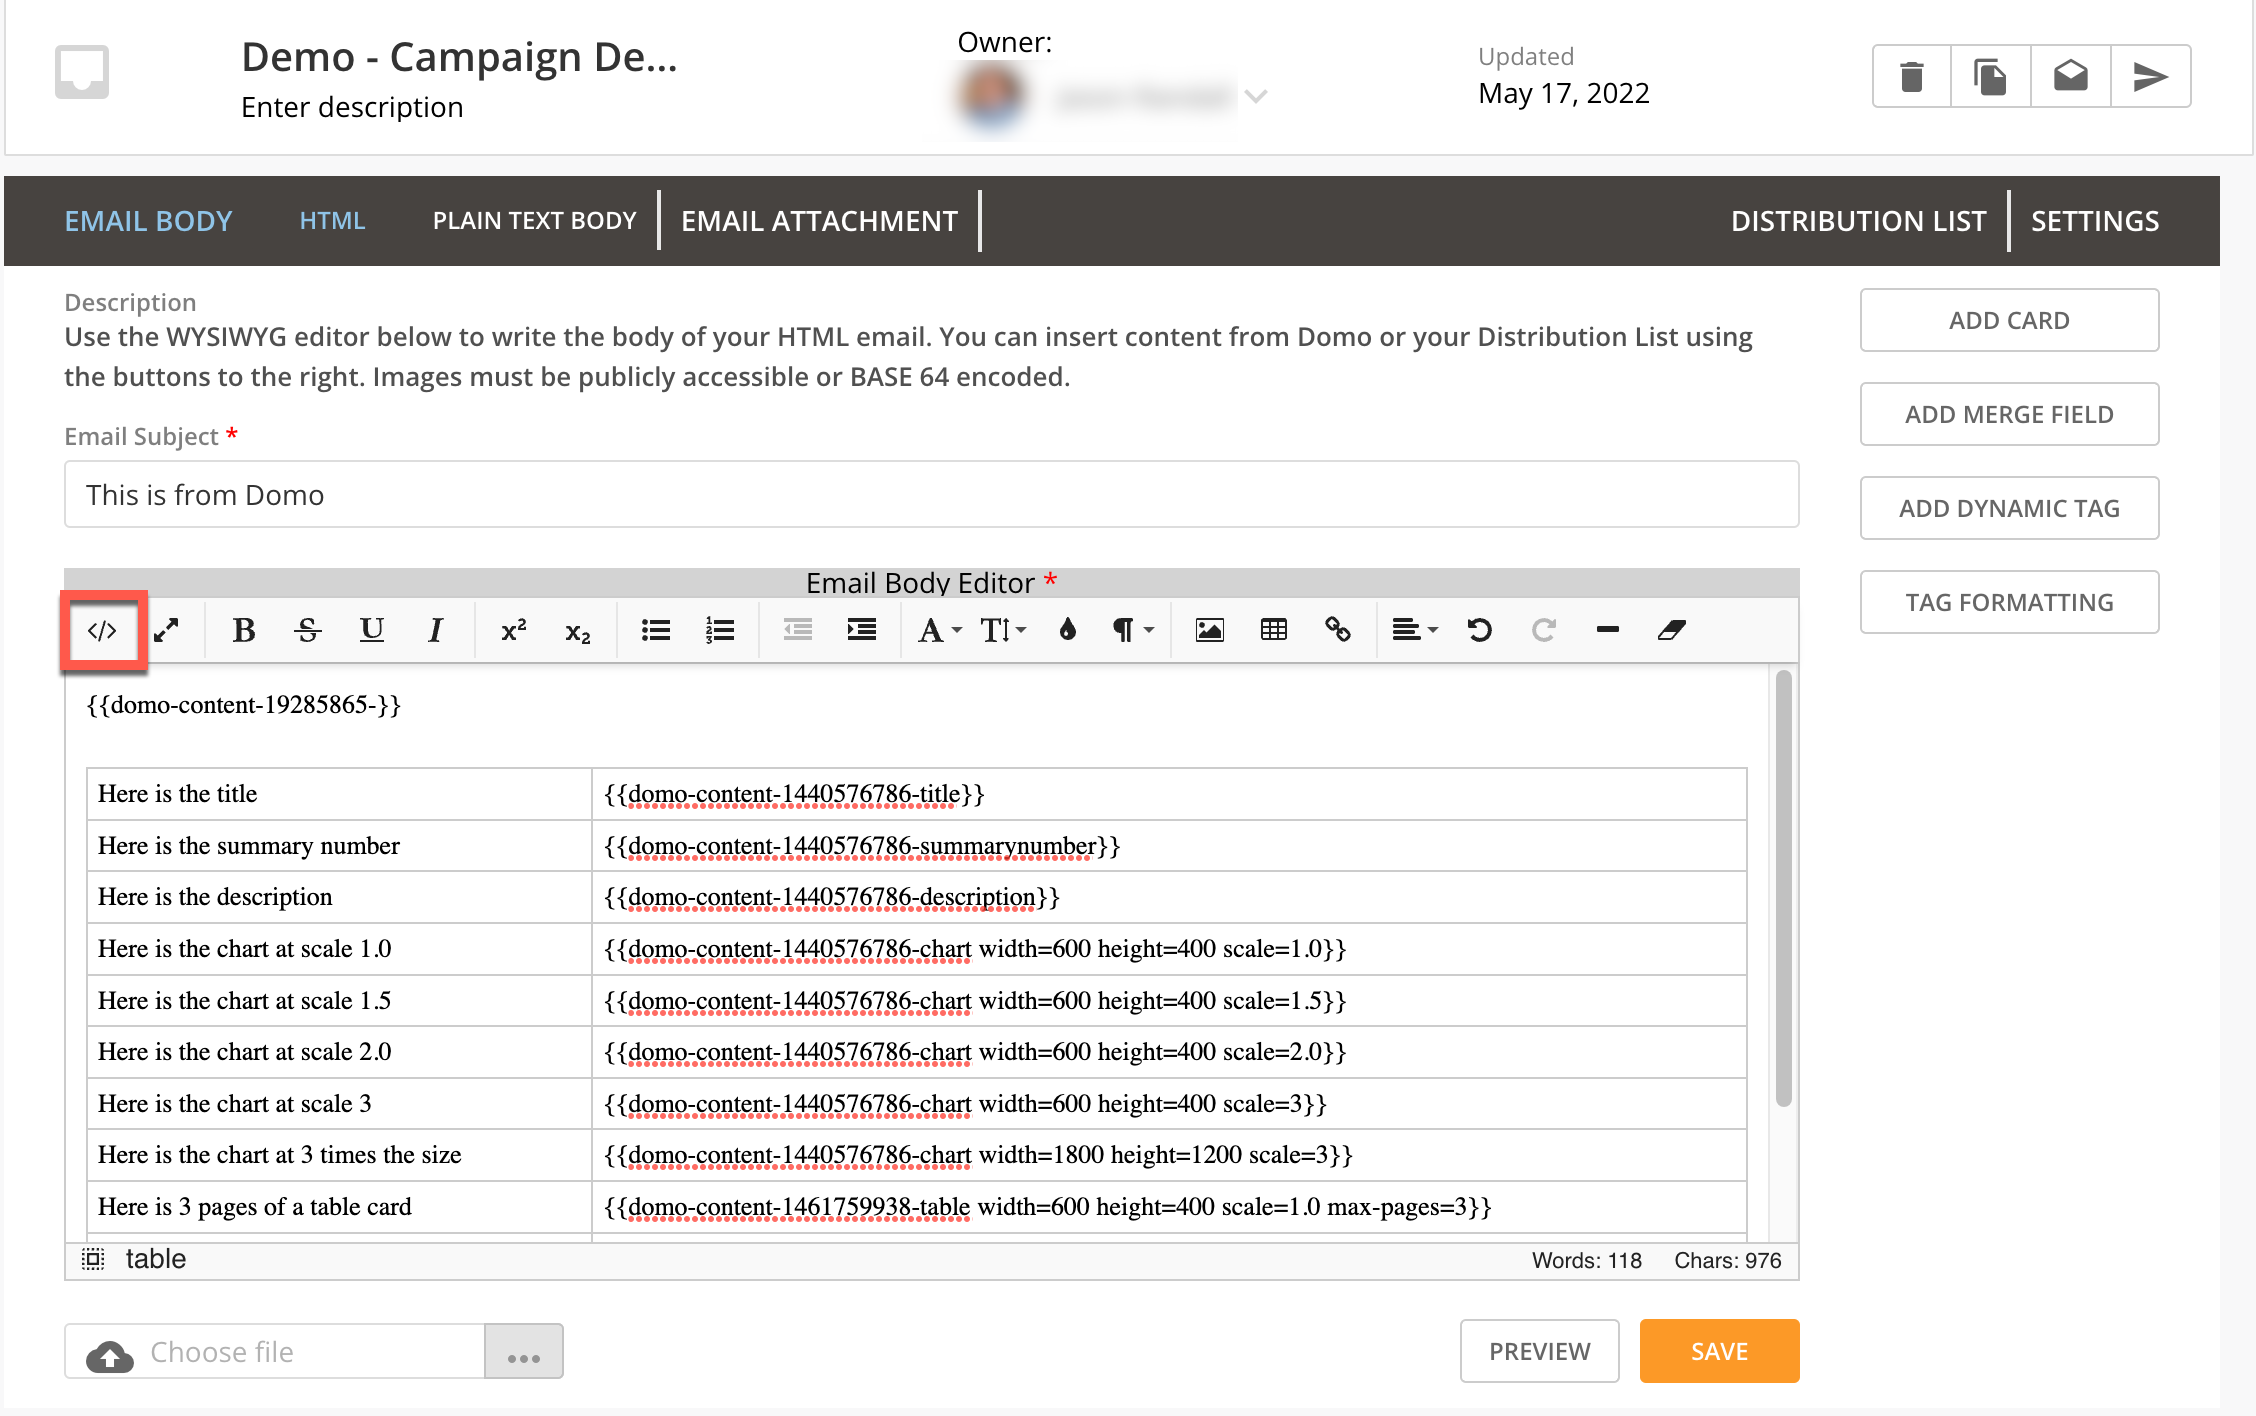 Demo - Campaign De...
Enter description
Owner:
Updated
May 17, 2022
EMAIL BODY HTML PLAIN TEXT BODY EMAIL ATTACHMENT DISTRIBUTION LIST SETTINGS
Description
Use the WYSIWYG editor below to write the body of your HTML email. You can insert content from Domo or your Distribution List using
the buttons to the right. Images must be publicly accessible or BASE 64 encoded.
Email Subject *
This is from Domo
ADD CARD
ADD MERGE FIELD
ADD DYNAMIC TAG
TAG FORMATTING
Email Body Editor *
{{domo-content-19285865-}}
Here is the title {{domo-content-1440576786-title}}
Here is the summary number {{domo-content-1440576786-summarynumber}}
Here is the description {{domo-content-1440576786-description}}
Here is the chart at scale 1.0 {{domo-content-1440576786-chart width=600 height=400 scale=1.0}}
Here is the chart at scale 1.5 {{domo-content-1440576786-chart width=600 height=400 scale=1.5}}
Here is the chart at scale 2.0 {{domo-content-1440576786-chart width=600 height=400 scale=2.0}}
Here is the chart at scale 3 {{domo-content-1440576786-chart width=600 height=400 scale=3}}
Here is the chart at 3 times the size {{domo-content-1440576786-chart width=1800 height=1200 scale=3}}
Here is 3 pages of a table card {{domo-content-1461759938-table width=600 height=400 scale=1.0 max-pages=3}}
table Words: 118 Chars: 976
Choose file ... PREVIEW SAVE